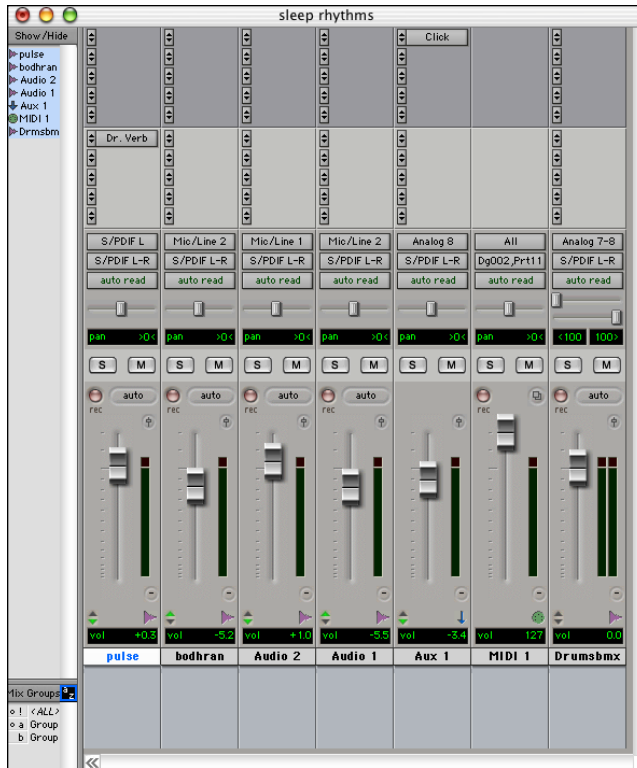 sleep rhythms
Show/Hide
pulse
bodhran
Audio 2
Audio 1
Aux 1
MIDI 1
Drmsbm
Click
Dr. Verb
S/PDIF L Mic/Line 2 Mic/Line 1 Mic/Line 2 Analog 8 All Analog 7-8
S/PDIF L-R S/PDIF L-R S/PDIF L-R S/PDIF L-R S/PDIF L-R Dg002,Prt11 S/PDIF L-R
auto read auto read auto read auto read auto read auto read auto read
pan >0< pan >0< pan >0< pan >0< pan >0< pan >0< <100 100>
S M S M S M S M S M S M S M
auto auto auto auto auto
rec rec rec rec rec rec
vol +0.3 vol -5.2 vol +1.0 vol -5.5 vol -3.4 vol 127 vol 0.0
pulse bodhran Audio 2 Audio 1 Aux 1 MIDI 1 Drumsbmx
Mix Groups a z
! <ALL>
a Group
b Group